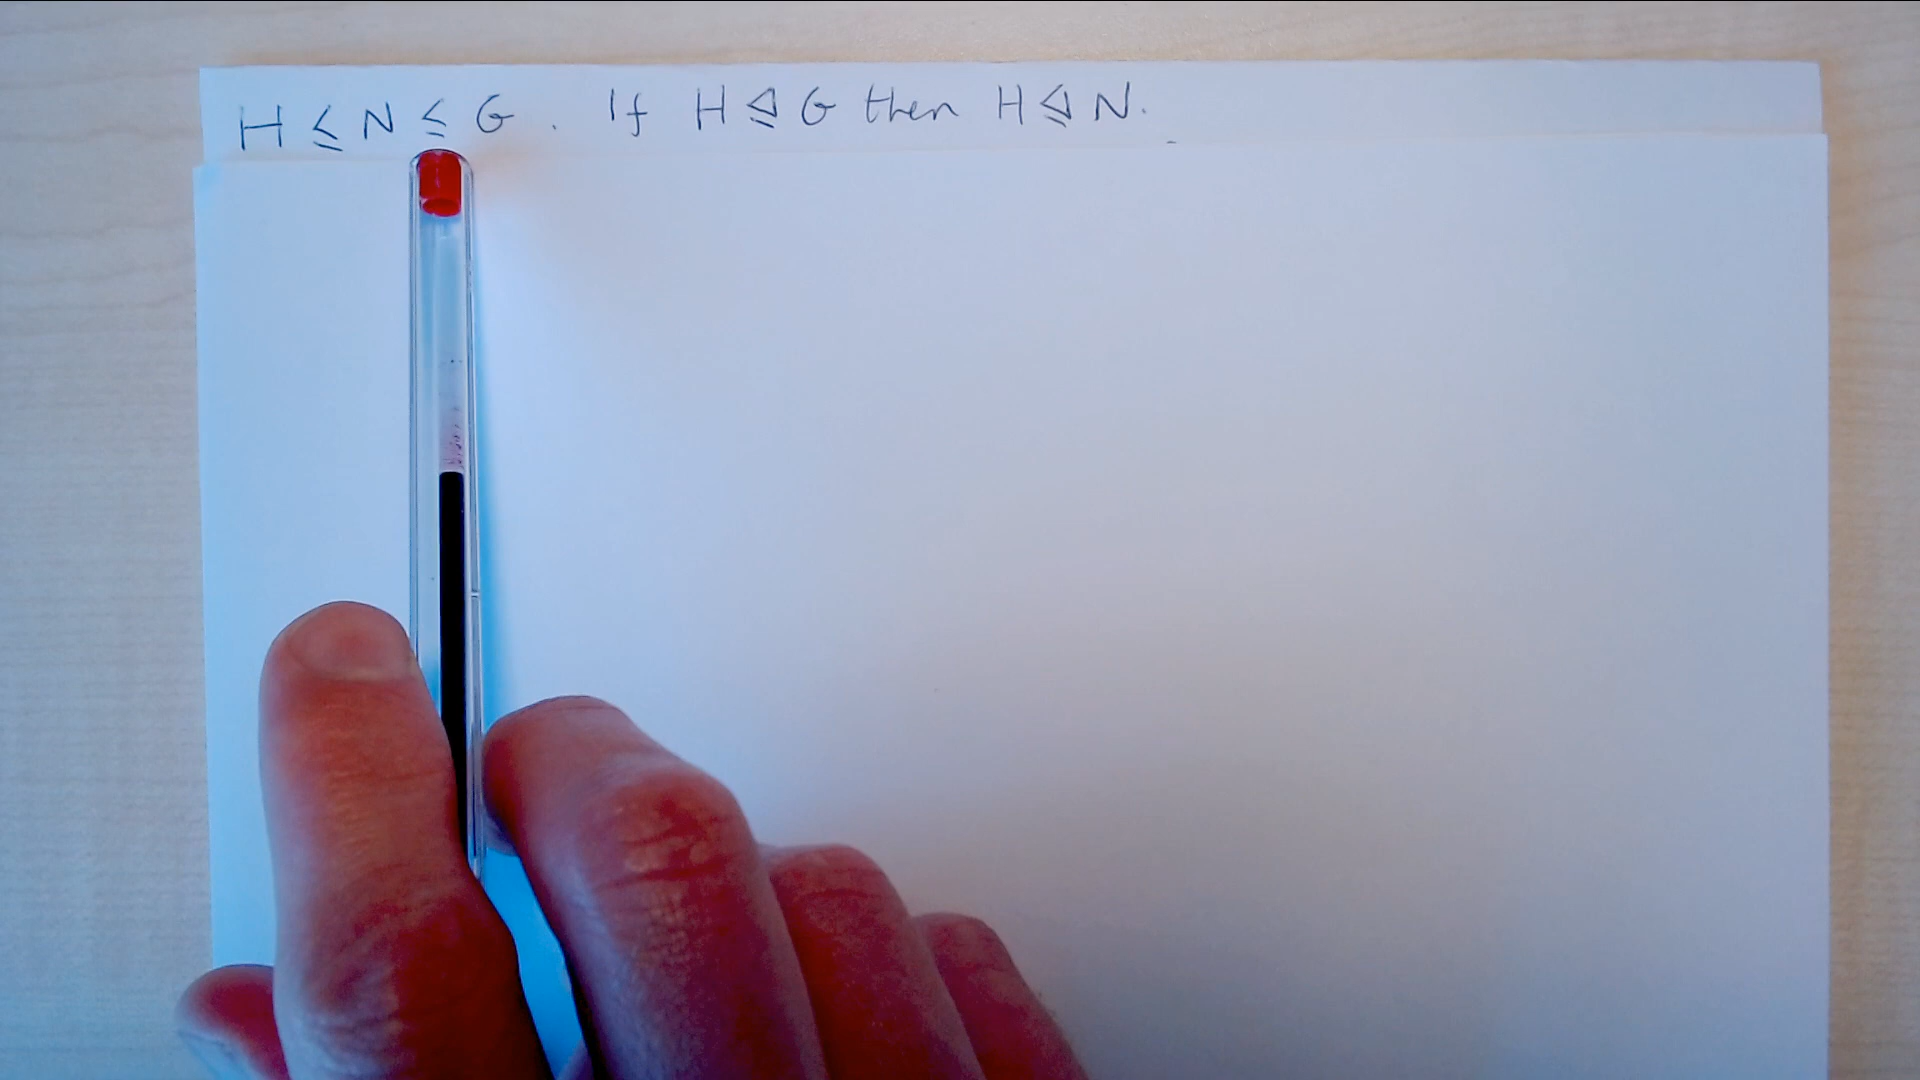 H ≤ N ≤ G . If H ⊴ G then H ⊴ N.